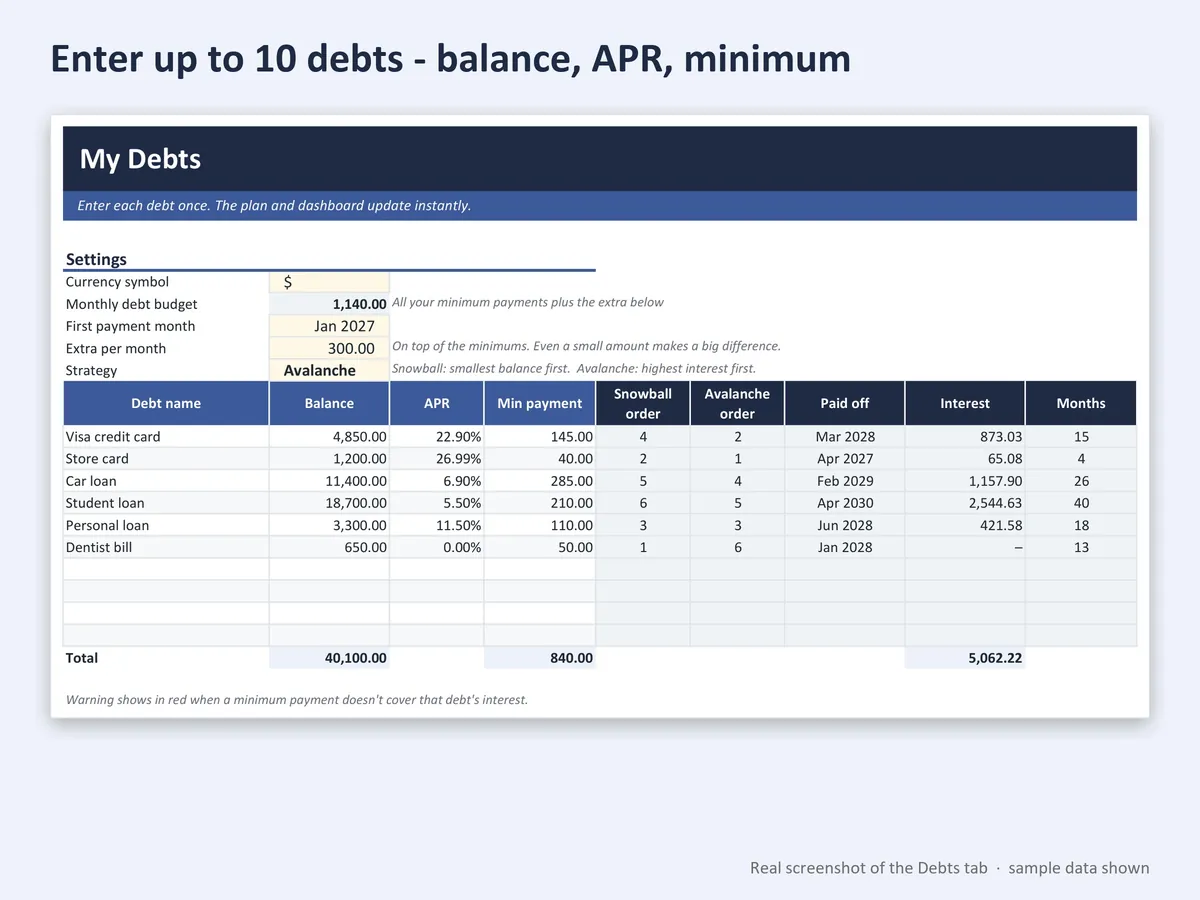 Enter up to 10 debts - balance, APR, minimum
My Debts
Enter each debt once. The plan and dashboard update instantly.
Settings
Currency symbol $
Monthly debt budget 1,140.00 All your minimum payments plus the extra below
First payment month Jan 2027
Extra per month 300.00 On top of the minimums. Even a small amount makes a big difference.
Strategy Avalanche Snowball: smallest balance first. Avalanche: highest interest first.
Debt name Balance APR Min payment Snowball order Avalanche order Paid off Interest Months
Visa credit card 4,850.00 22.90% 145.00 4 2 Mar 2028 873.03 15
Store card 1,200.00 26.99% 40.00 2 1 Apr 2027 65.08 4
Car loan 11,400.00 6.90% 285.00 5 4 Feb 2029 1,157.90 26
Student loan 18,700.00 5.50% 210.00 6 5 Apr 2030 2,544.63 40
Personal loan 3,300.00 11.50% 110.00 3 3 Jun 2028 421.58 18
Dentist bill 650.00 0.00% 50.00 1 6 Jan 2028 – 13
Total 40,100.00 840.00 5,062.22
Warning shows in red when a minimum payment doesn't cover that debt's interest.
Real screenshot of the Debts tab · sample data shown